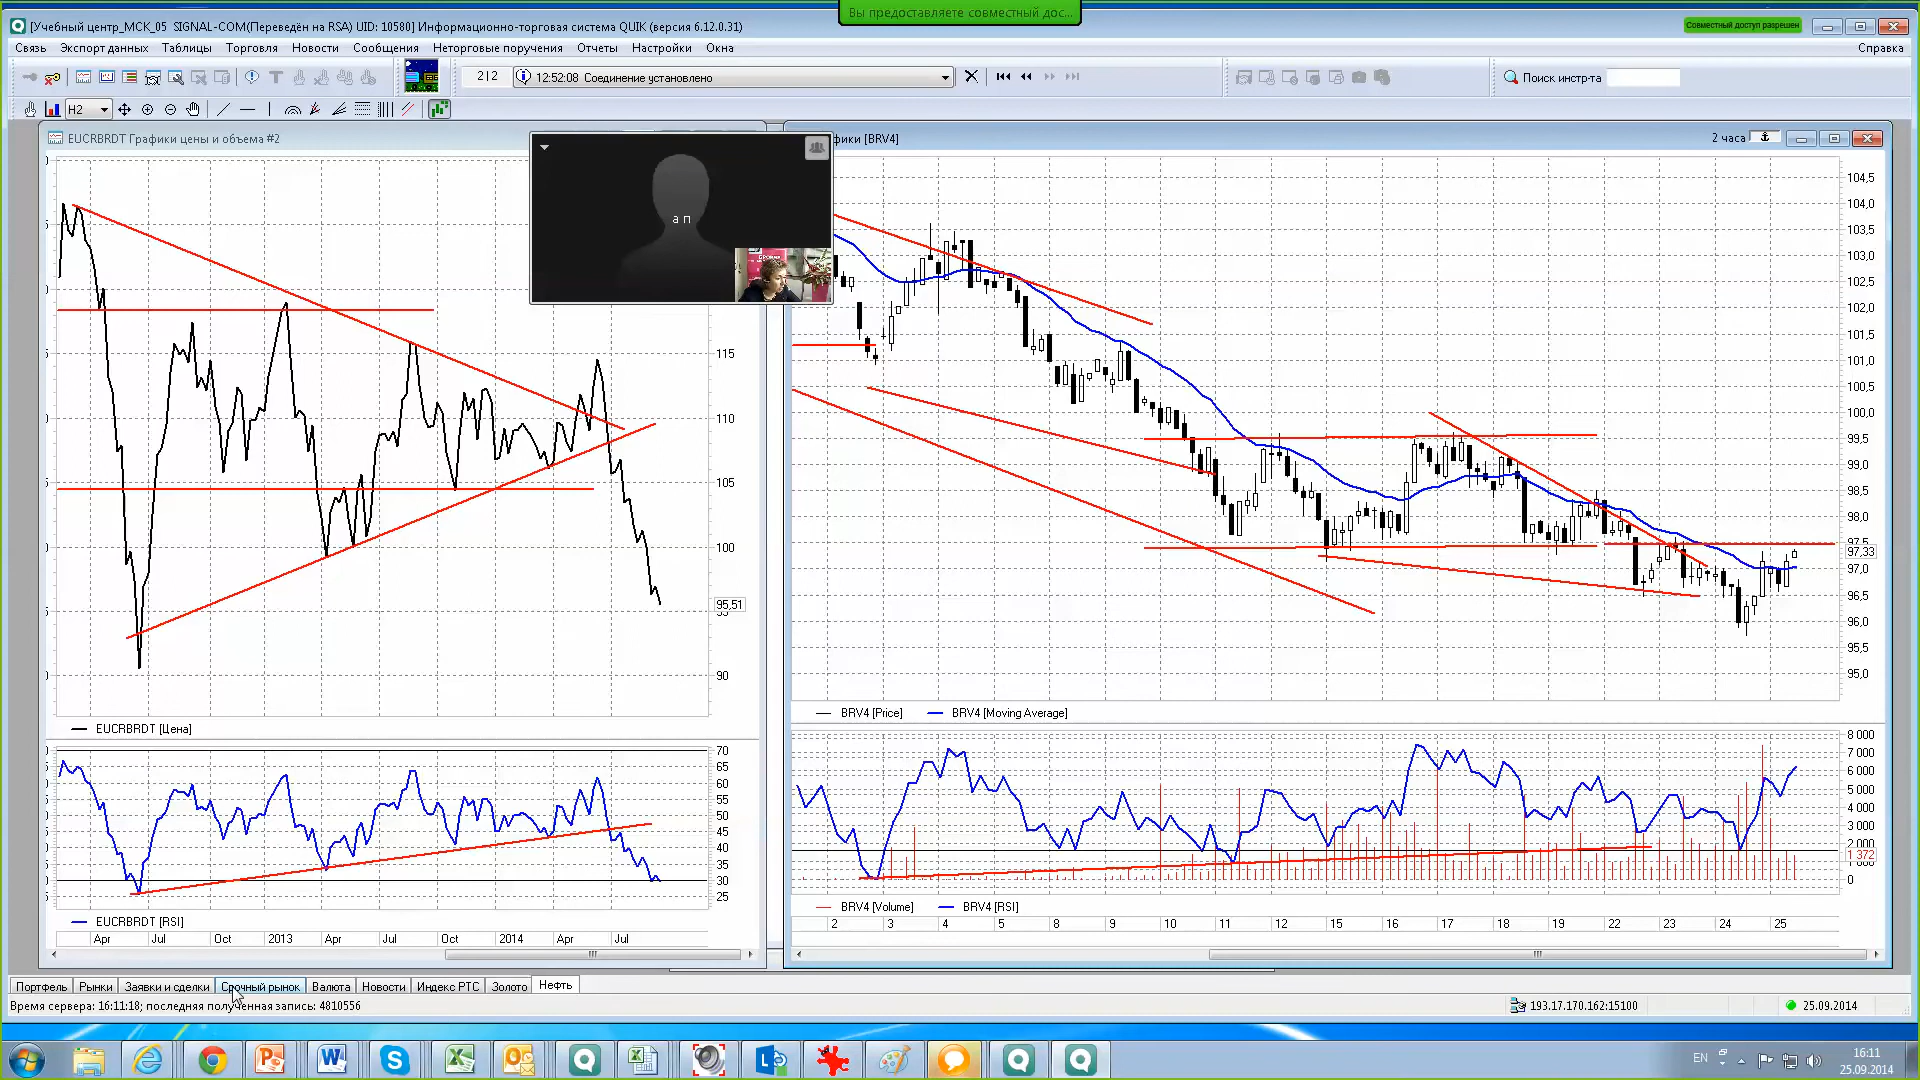 Вы предоставляете совместный дос...
[Учебный центр_МСК_05 SIGNAL-COM(Переведён на RSA) UID: 10580] Информационно-торговая система QUIK (версия 6.12.0.31)
Совместный доступ разрешен
Связь Экспорт данных Таблицы Торговля Новости Сообщения Неторговые поручения Отчеты Настройки Окна Справка
2|2 12:52:08 Соединение установлено Поиск инстр-та
H2
EUCRBRDT Графики цены и объема #2
фики [BRV4] 2 часа
а п
115
110
105
100
95,51
90
EUCRBRDT [Цена]
70
65
60
55
50
45
40
35
30
25
EUCRBRDT [RSI]
Apr Jul Oct 2013 Apr Jul Oct 2014 Apr Jul
104,5
104,0
103,5
103,0
102,5
102,0
101,5
101,0
100,5
100,0
99,5
99,0
98,5
98,0
97,5
97,33
97,0
96,5
96,0
95,5
95,0
BRV4 [Price] BRV4 [Moving Average]
8 000
7 000
6 000
5 000
4 000
3 000
2 000
1 372
0
BRV4 [Volume] BRV4 [RSI]
2 3 4 5 8 9 10 11 12 15 16 17 18 19 22 23 24 25
Портфель Рынки Заявки и сделки Срочный рынок Валюта Новости Индекс РТС Золото Нефть
Время сервера: 16:11:18; последняя полученная запись: 4810556 193.17.170.162:15100 25.09.2014
EN 16:11
25.09.2014